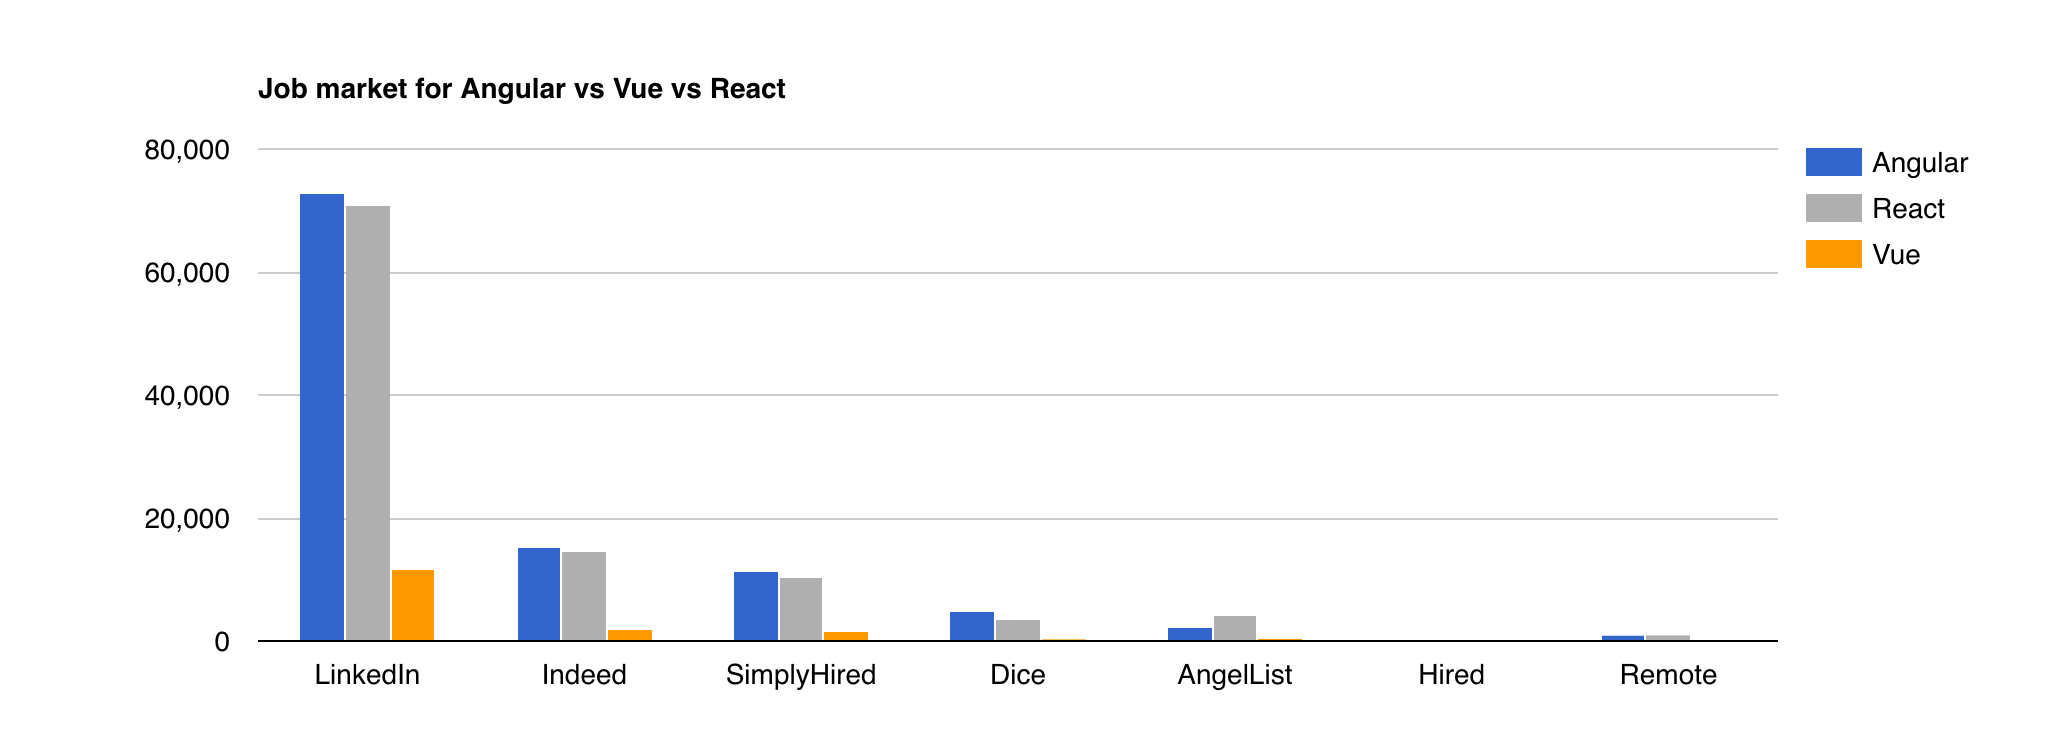 Job market for Angular vs Vue vs React
80,000
60,000
40,000
20,000
0
Angular
React
Vue
LinkedIn Indeed SimplyHired Dice AngelList Hired Remote